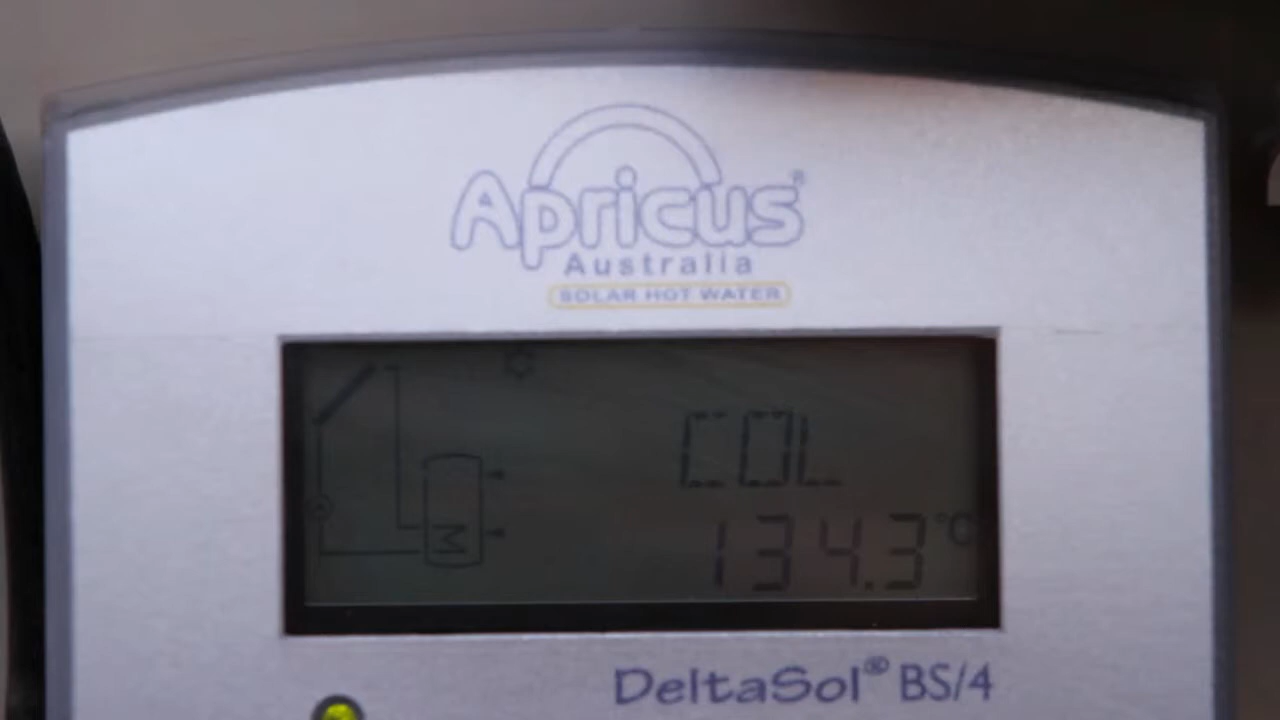 Apricus®
Australia
SOLAR HOT WATER
COL
134.3 °C
DeltaSol® BS/4